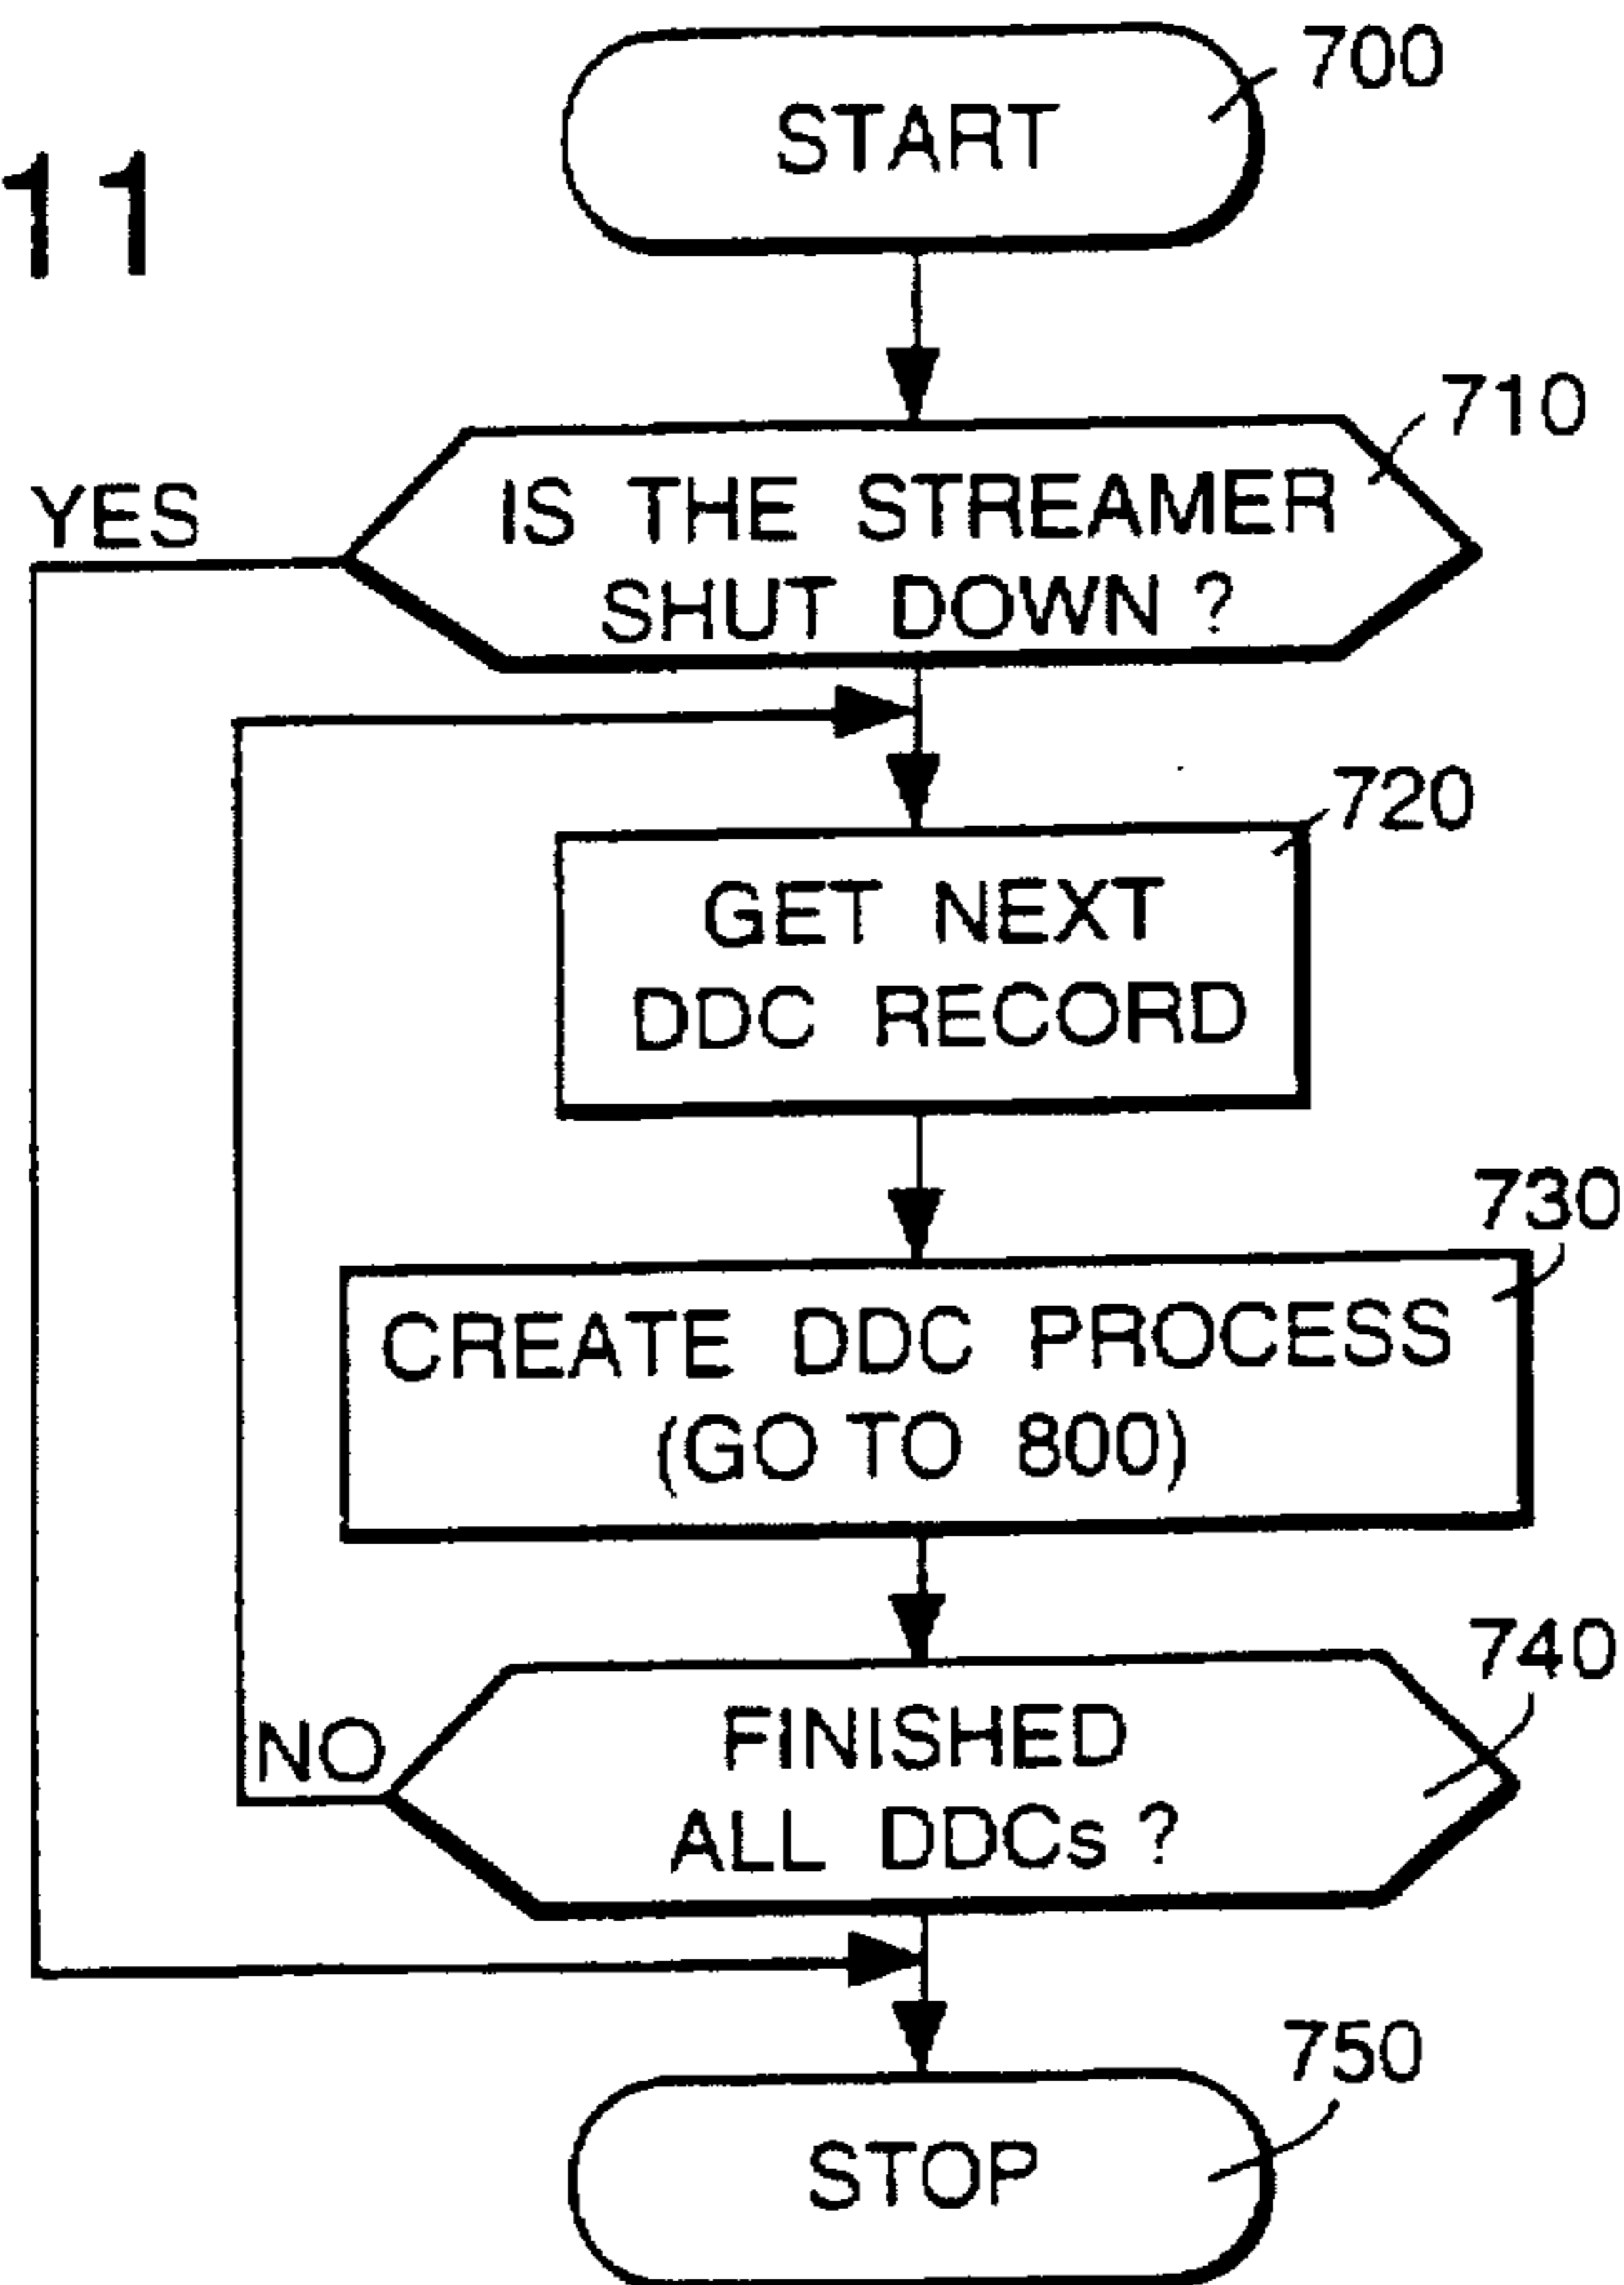 700
START
11
710
YES
IS THE STREAMER
SHUT DOWN ?
720
GET NEXT
DDC RECORD
730
CREATE DDC PROCESS
(GO TO 800)
740
NO
FINISHED
ALL DDCs ?
750
STOP